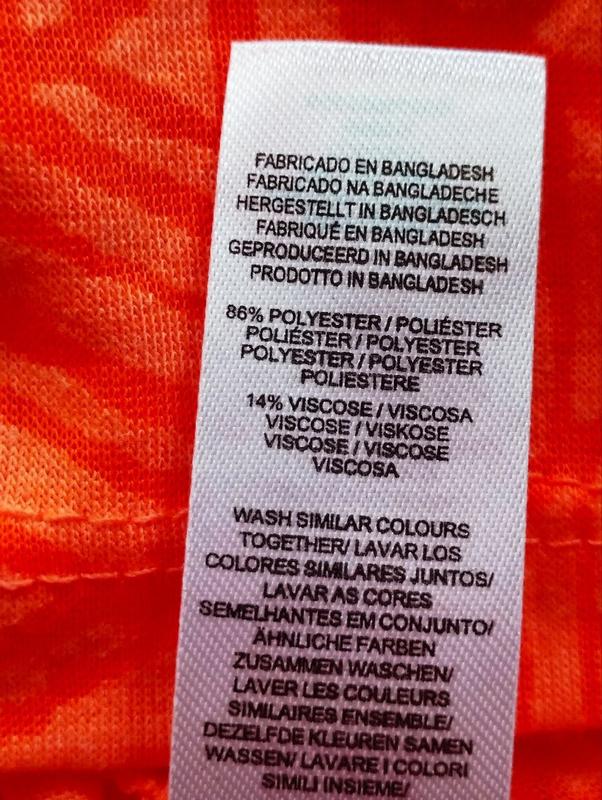 FABRICADO EN BANGLADESH
FABRICADO NA BANGLADECHE
HERGESTELLT IN BANGLADESCH
FABRIQUÉ EN BANGLADESH
GEPRODUCEERD IN BANGLADESH
PRODOTTO IN BANGLADESH
86% POLYESTER / POLIÉSTER
POLIÉSTER / POLYESTER
POLYESTER / POLYESTER
POLIESTERE
14% VISCOSE / VISCOSA
VISCOSE / VISKOSE
VISCOSE / VISCOSE
VISCOSA
WASH SIMILAR COLOURS
TOGETHER/ LAVAR LOS
COLORES SIMILARES JUNTOS/
LAVAR AS CORES
SEMELHANTES EM CONJUNTO/
ÄHNLICHE FARBEN
ZUSAMMEN WASCHEN/
LAVER LES COULEURS
SIMILAIRES ENSEMBLE/
DEZELFDE KLEUREN SAMEN
WASSEN/ LAVARE I COLORI
SIMILI INSIEME/